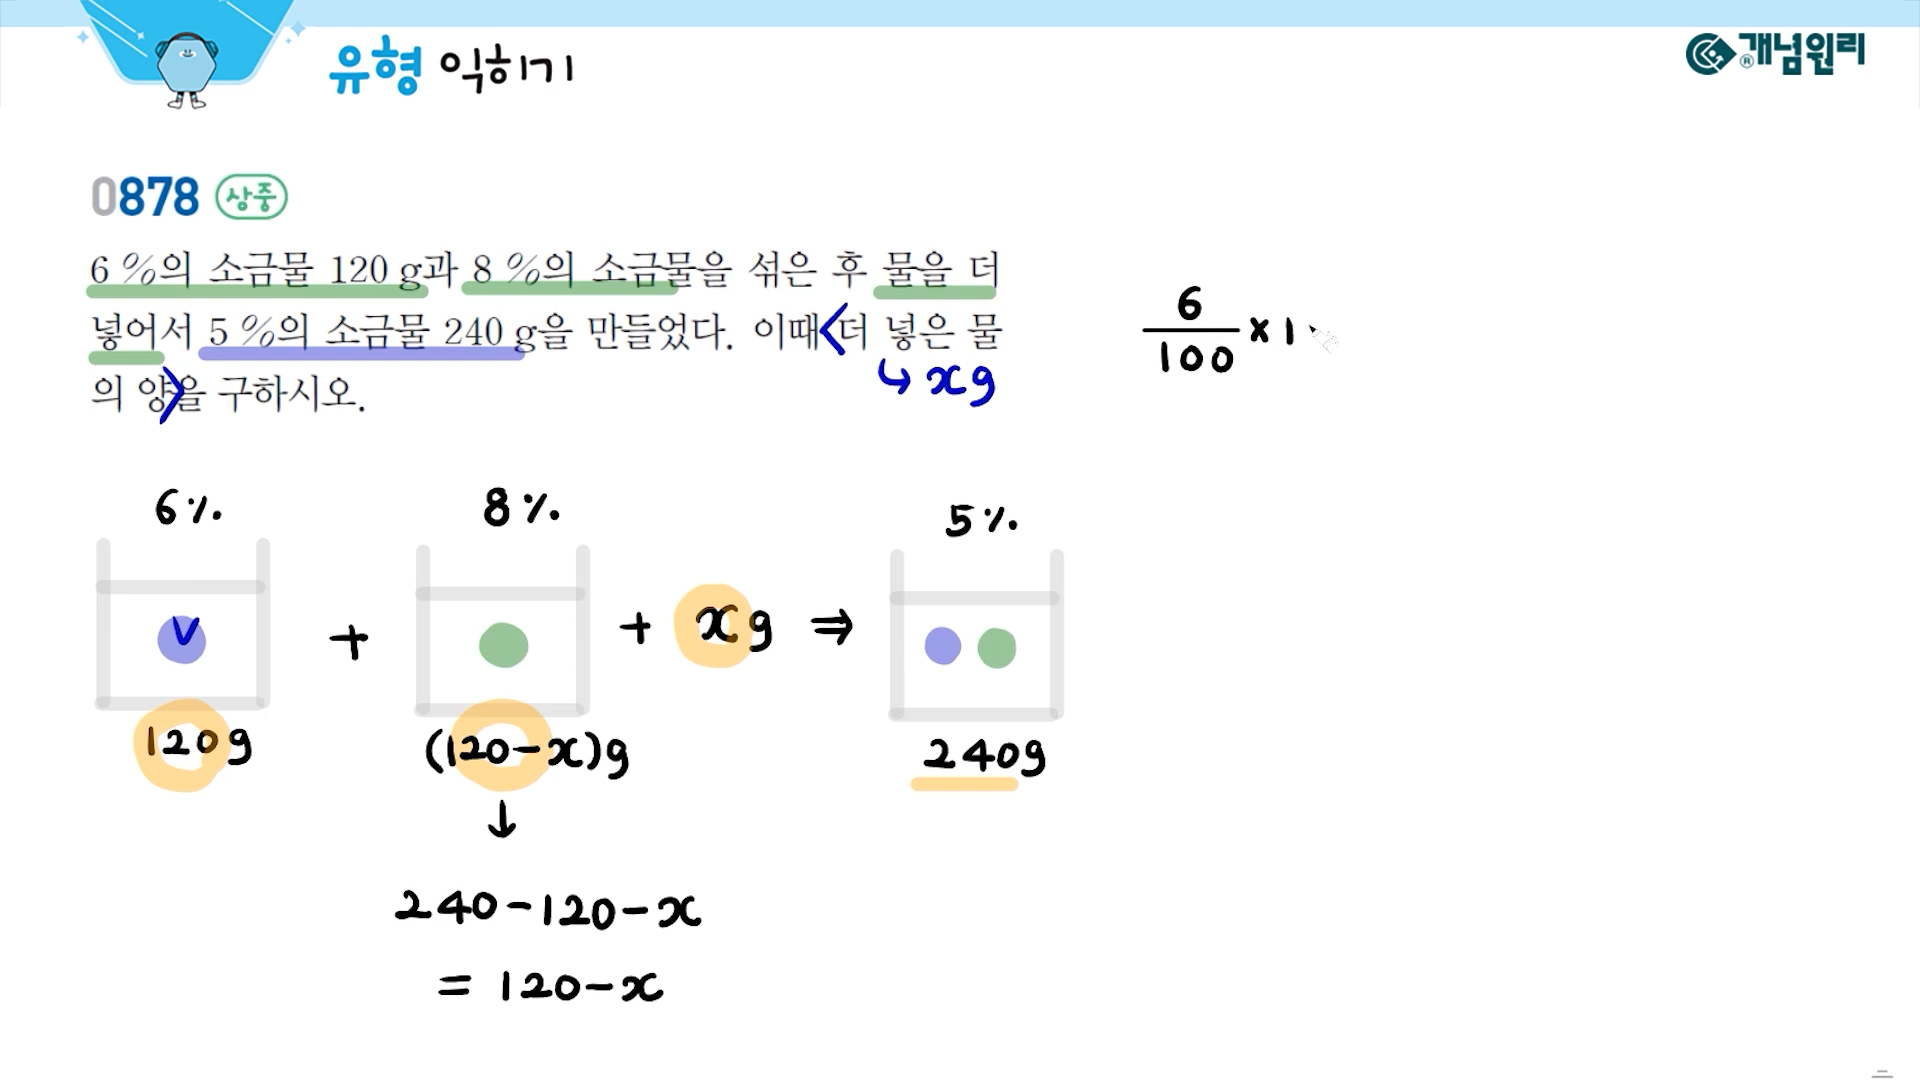 유형 익히기
개념원리
0878 상중
6 %의 소금물 120 g과 8 %의 소금물을 섞은 후 물을 더
넣어서 5 %의 소금물 240 g을 만들었다. 이때 더 넣은 물
의 양을 구하시오.
↳ xg
6/100 × 1
6% 8% 5%
+ + xg ⇒
120g (120-x)g 240g
↓
240-120-x
= 120-x